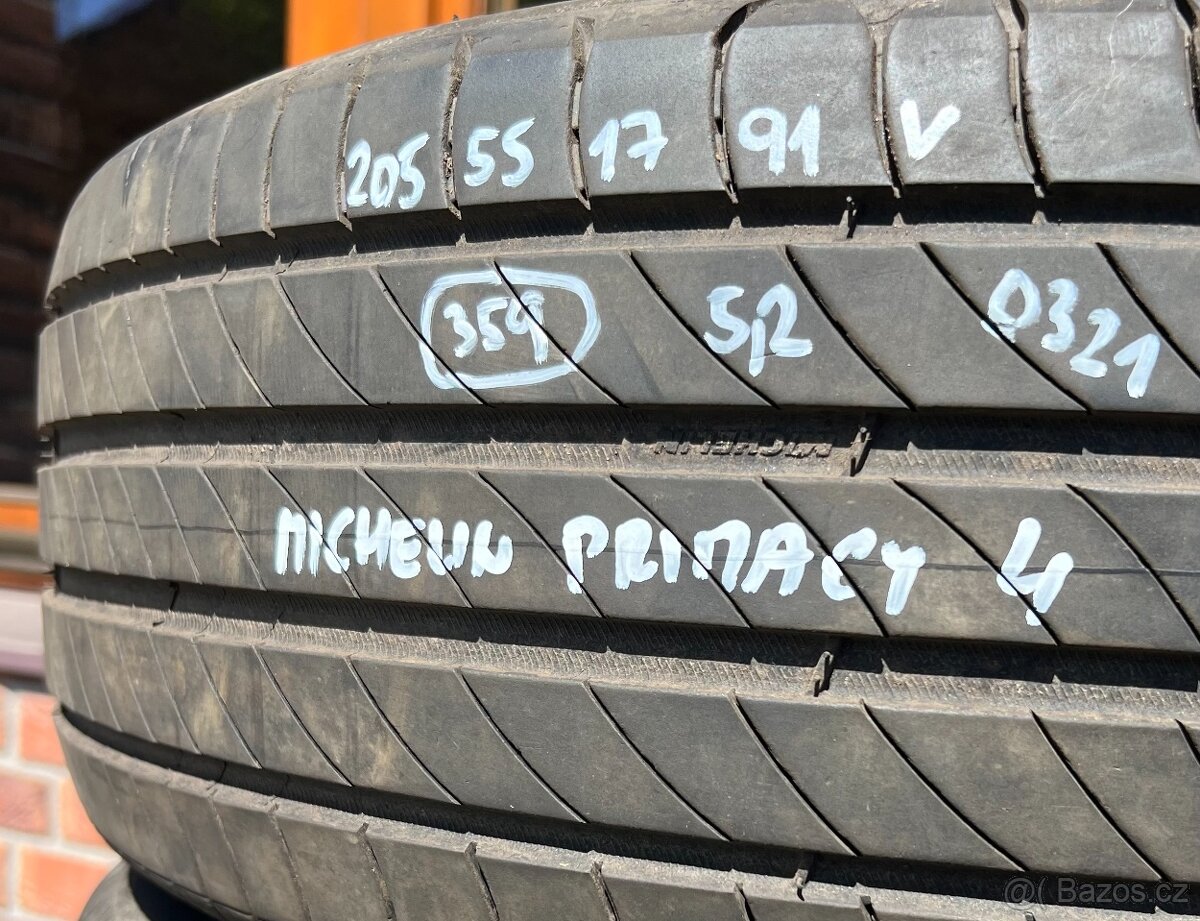 205 55 17 91 V
359 5,2 0321
MICHELIN
MICHELIN PRIMACY 4
@( Bazos.cz